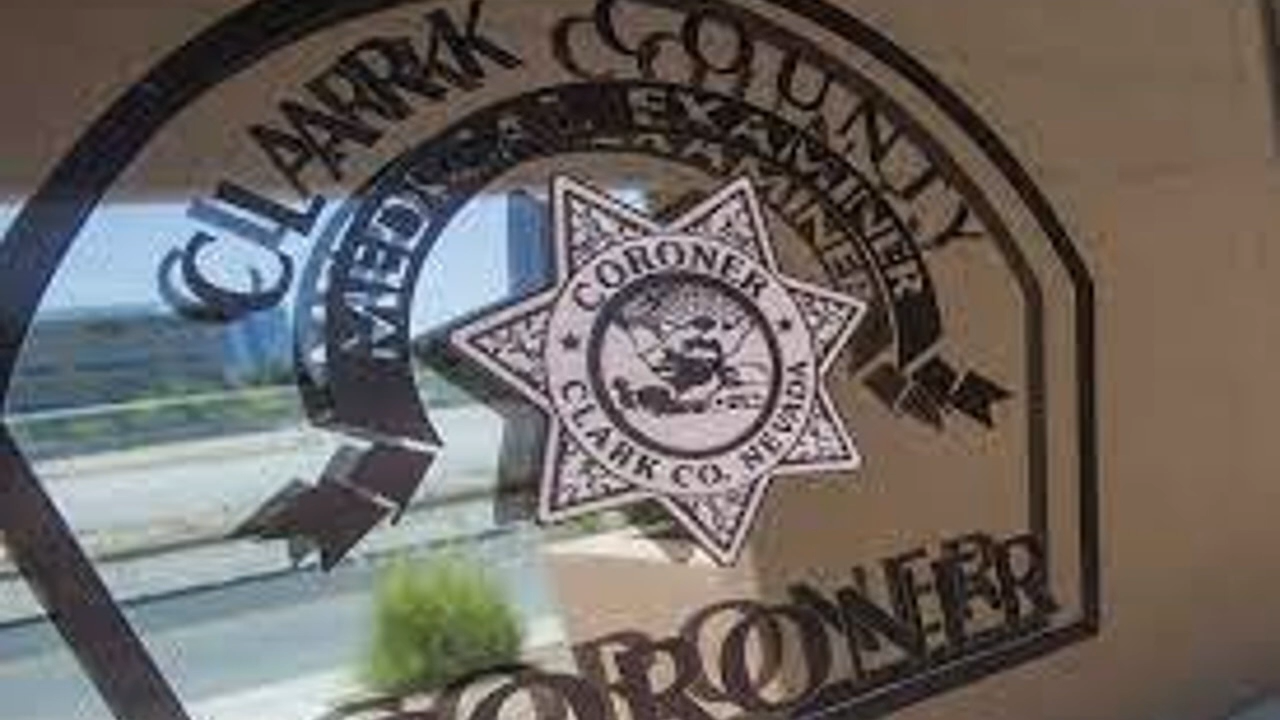 CLARK COUNTY
MEDICAL EXAMINER
CORONER
CLARK CO. NEVADA
CORONER